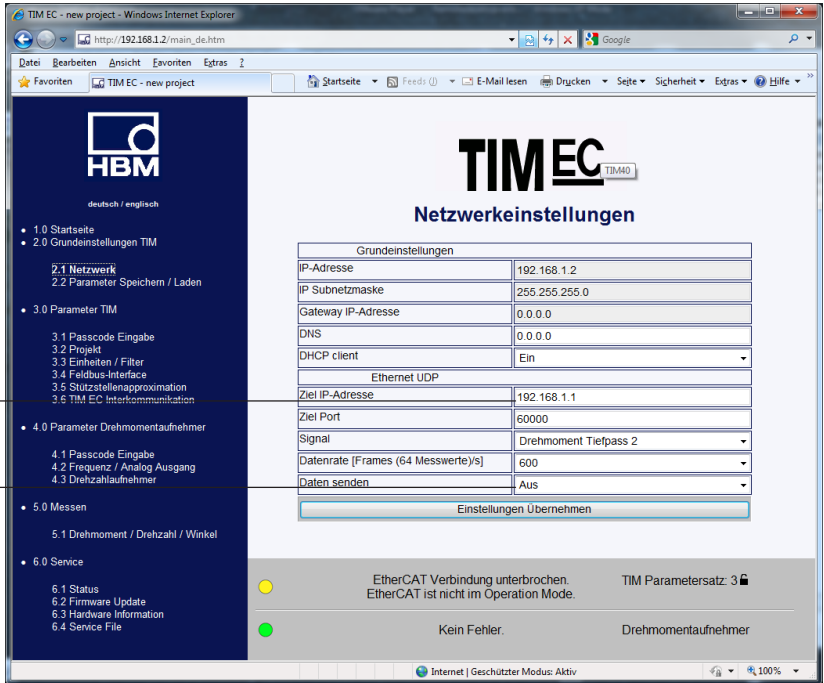 TIM EC - new project - Windows Internet Explorer
http://192.168.1.2/main_de.htm
Google
Datei Bearbeiten Ansicht Favoriten Extras ?
Favoriten
TIM EC - new project
Startseite
Feeds (J)
E-Mail lesen
Drucken
Seite
Sicherheit
Extras
Hilfe
HBM
deutsch / englisch
1.0 Startseite
2.0 Grundeinstellungen TIM
2.1 Netzwerk
2.2 Parameter Speichern / Laden
3.0 Parameter TIM
3.1 Passcode Eingabe
3.2 Projekt
3.3 Einheiten / Filter
3.4 Feldbus-Interface
3.5 Stützstellenapproximation
3.6 TIM EC Interkommunikation
4.0 Parameter Drehmomentaufnehmer
4.1 Passcode Eingabe
4.2 Frequenz / Analog Ausgang
4.3 Drehzahlaufnehmer
5.0 Messen
5.1 Drehmoment / Drehzahl / Winkel
6.0 Service
6.1 Status
6.2 Firmware Update
6.3 Hardware Information
6.4 Service File
TIM EC
TIM40
Netzwerkeinstellungen
Grundeinstellungen
IP-Adresse 192.168.1.2
IP Subnetzmaske 255.255.255.0
Gateway IP-Adresse 0.0.0.0
DNS 0.0.0.0
DHCP client Ein
Ethernet UDP
Ziel IP-Adresse 192.168.1.1
Ziel Port 60000
Signal Drehmoment Tiefpass 2
Datenrate [Frames (64 Messwerte)/s] 600
Daten senden Aus
Einstellungen Übernehmen
EtherCAT Verbindung unterbrochen.
EtherCAT ist nicht im Operation Mode.
TIM Parametersatz: 3
Kein Fehler.
Drehmomentaufnehmer
Internet | Geschützter Modus: Aktiv
100%